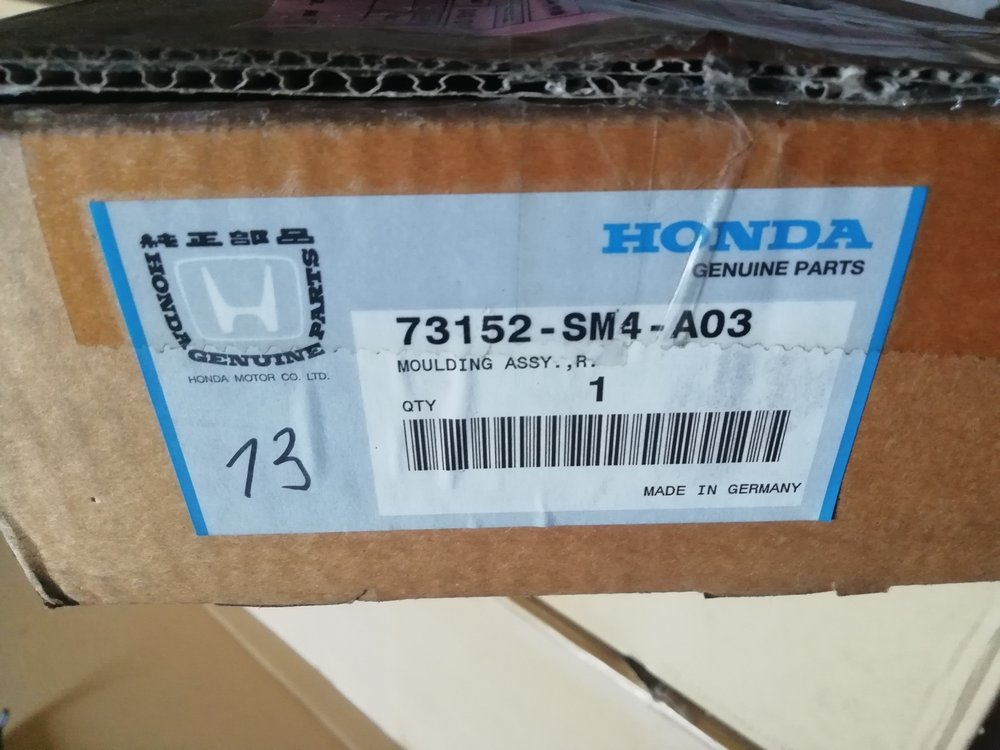 純正部品
HONDA GENUINE PARTS
HONDA MOTOR CO. LTD.
13
HONDA
GENUINE PARTS
73152-SM4-A03
MOULDING ASSY.,R.
1
QTY
MADE IN GERMANY